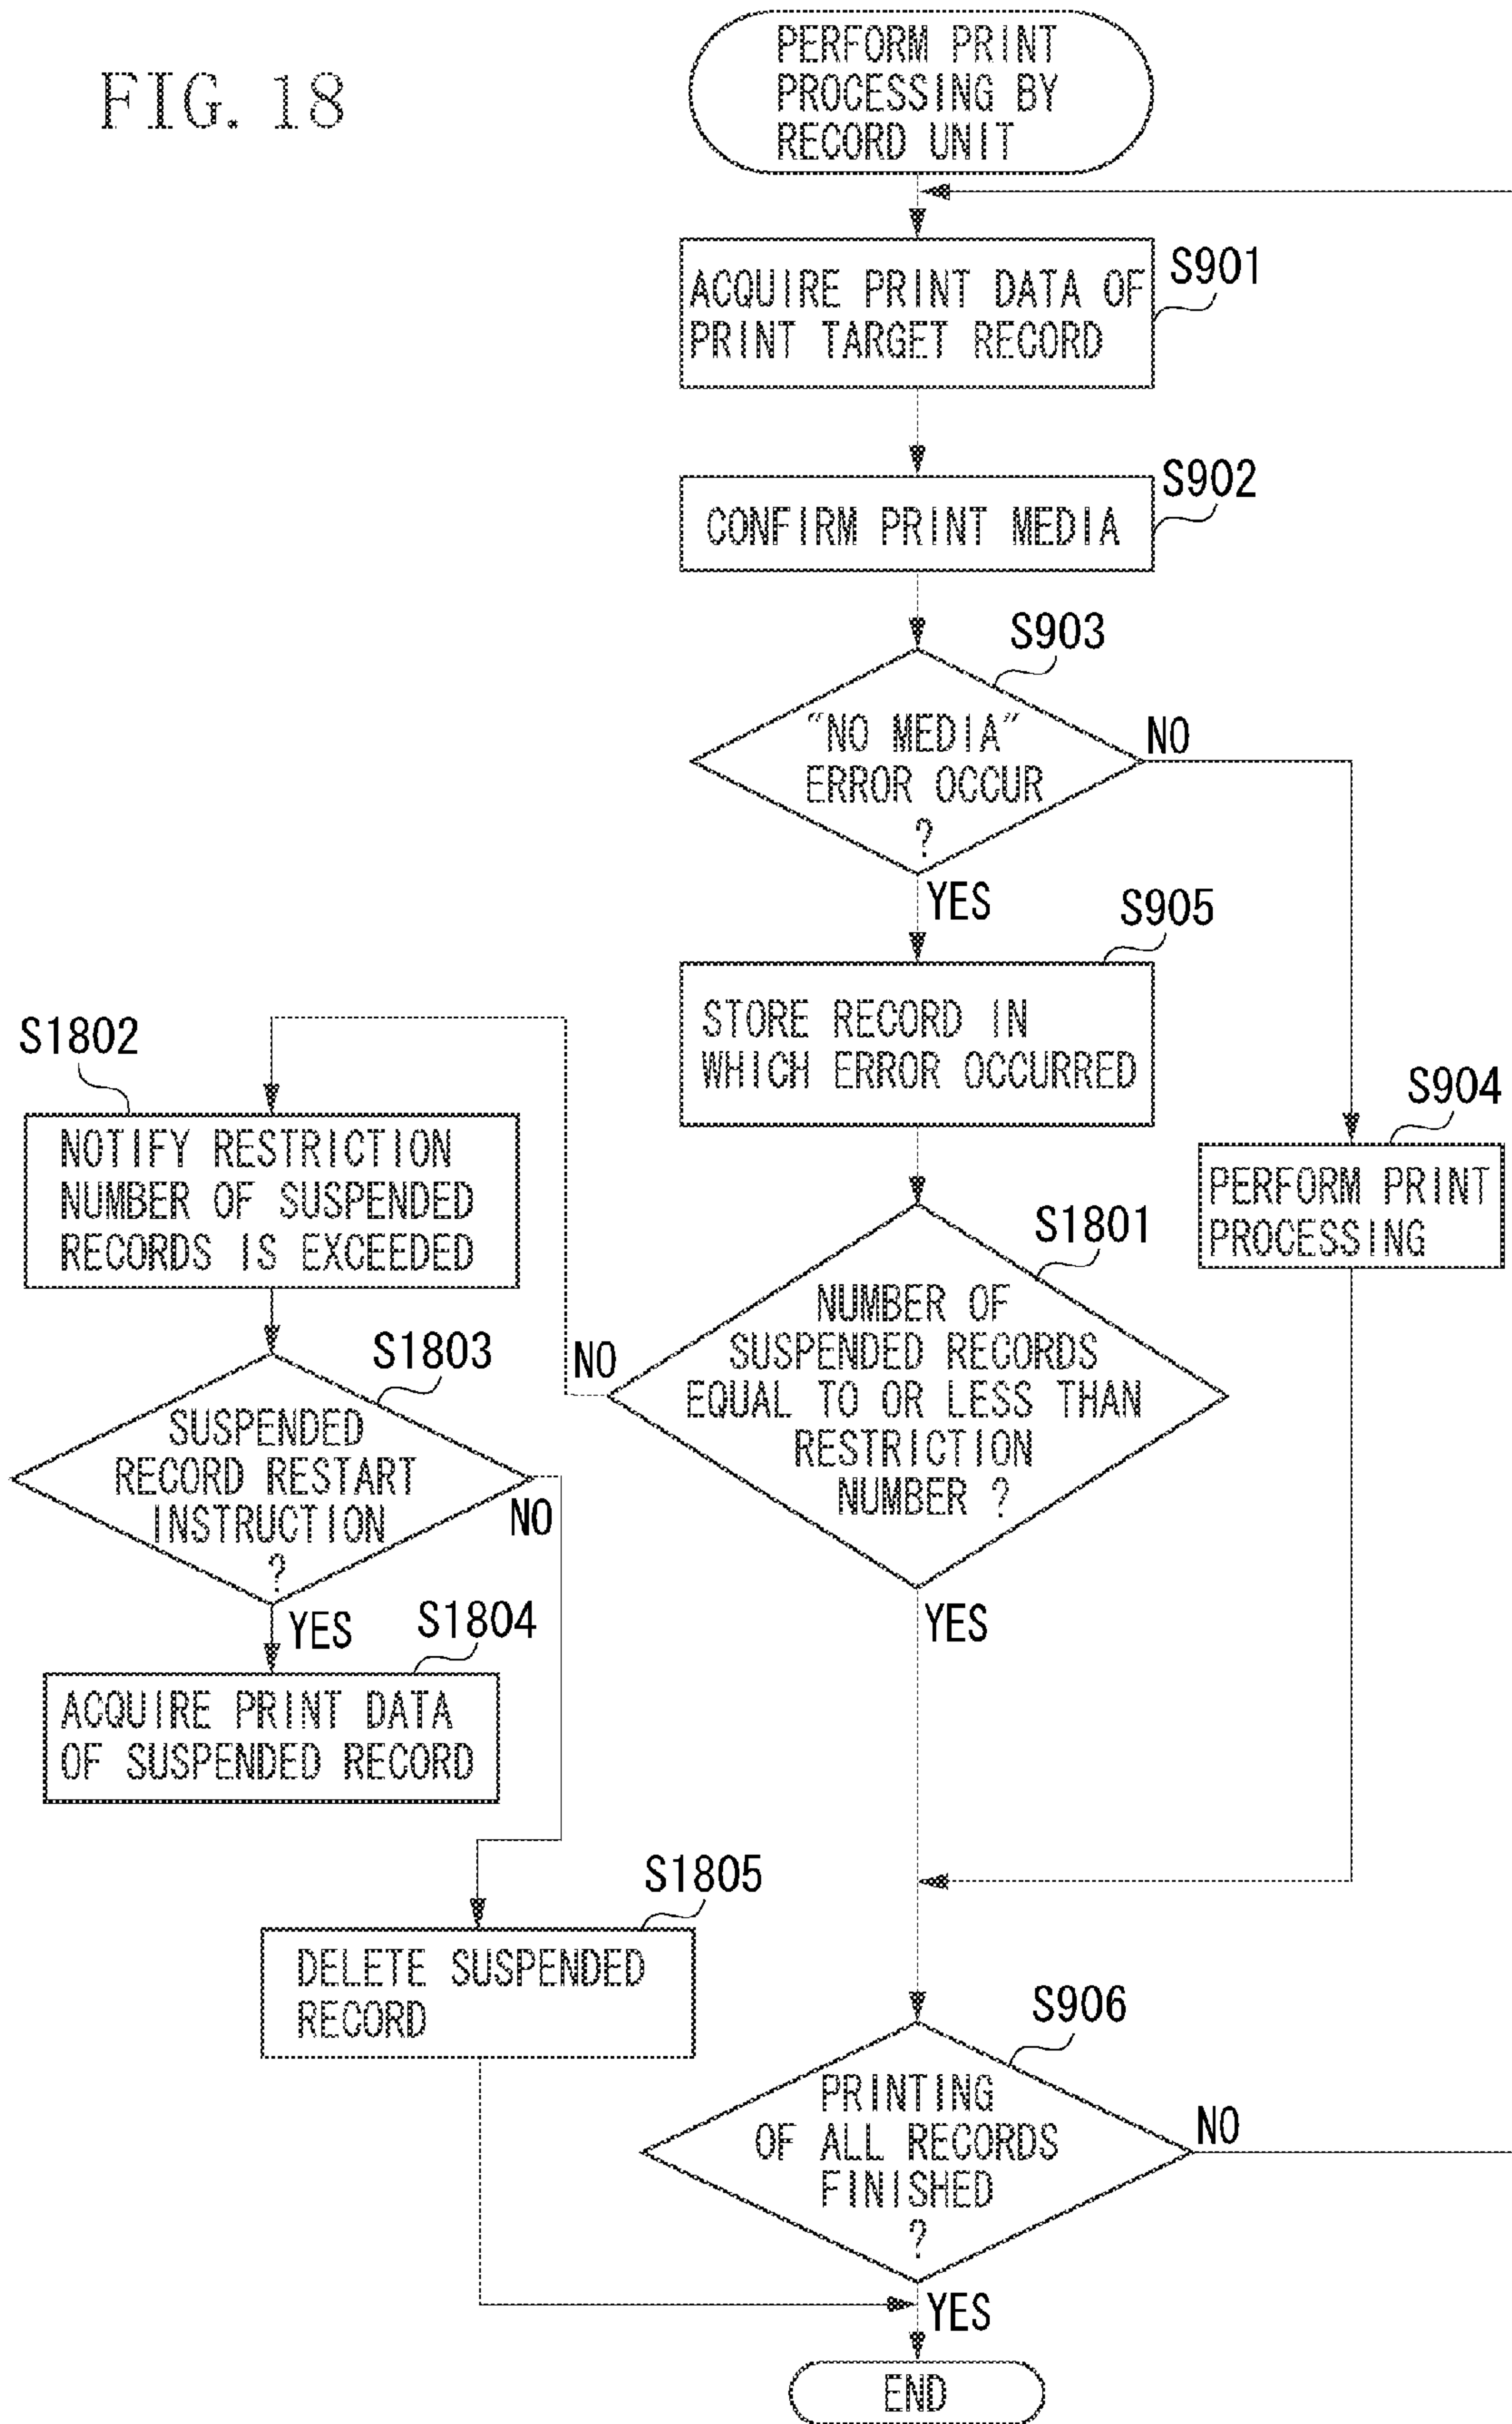 FIG. 18
PERFORM PRINT
PROCESSING BY
RECORD UNIT
S901
ACQUIRE PRINT DATA OF
PRINT TARGET RECORD
S902
CONFIRM PRINT MEDIA
S903
"NO MEDIA"
ERROR OCCUR
?
NO
YES
S905
STORE RECORD IN
WHICH ERROR OCCURRED
S904
PERFORM PRINT
PROCESSING
S1801
NUMBER OF
SUSPENDED RECORDS
EQUAL TO OR LESS THAN
RESTRICTION
NUMBER ?
NO
YES
S1802
NOTIFY RESTRICTION
NUMBER OF SUSPENDED
RECORDS IS EXCEEDED
S1803
SUSPENDED
RECORD RESTART
INSTRUCTION
?
NO
YES
S1804
ACQUIRE PRINT DATA
OF SUSPENDED RECORD
S1805
DELETE SUSPENDED
RECORD
S906
PRINTING
OF ALL RECORDS
FINISHED
?
NO
YES
END